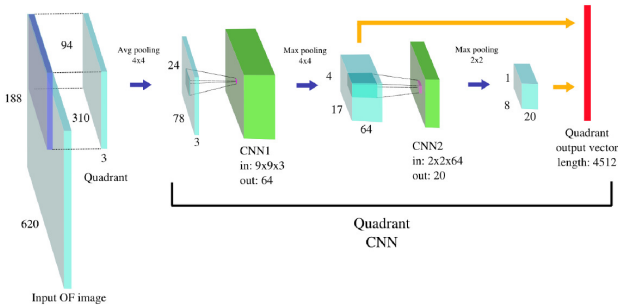 94
188
310
3
620
Quadrant
Input OF image
Avg pooling
4x4
24
78
3
CNN1
in: 9x9x3
out: 64
Max pooling
4x4
4
17
64
CNN2
in: 2x2x64
out: 20
Max pooling
2x2
1
8
20
Quadrant
output vector
length: 4512
Quadrant
CNN